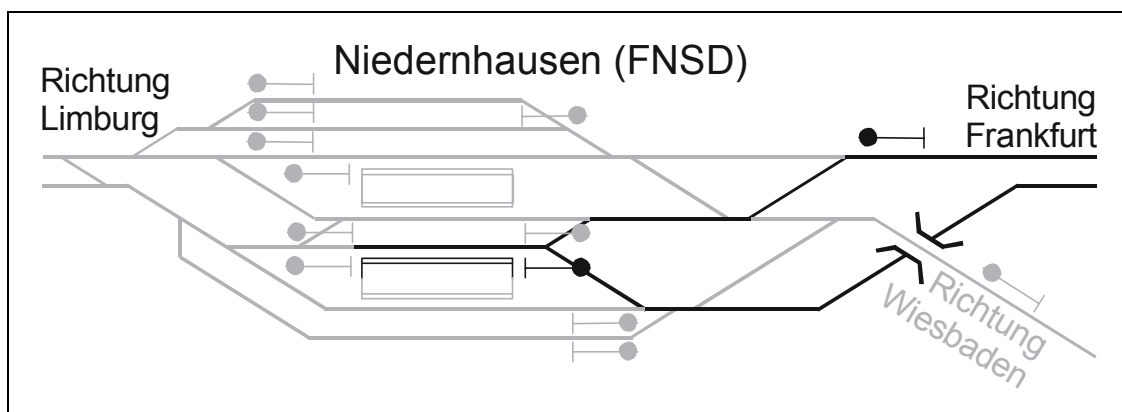 Niedernhausen (FNSD)
Richtung
Limburg
Richtung
Frankfurt
Richtung
Wiesbaden